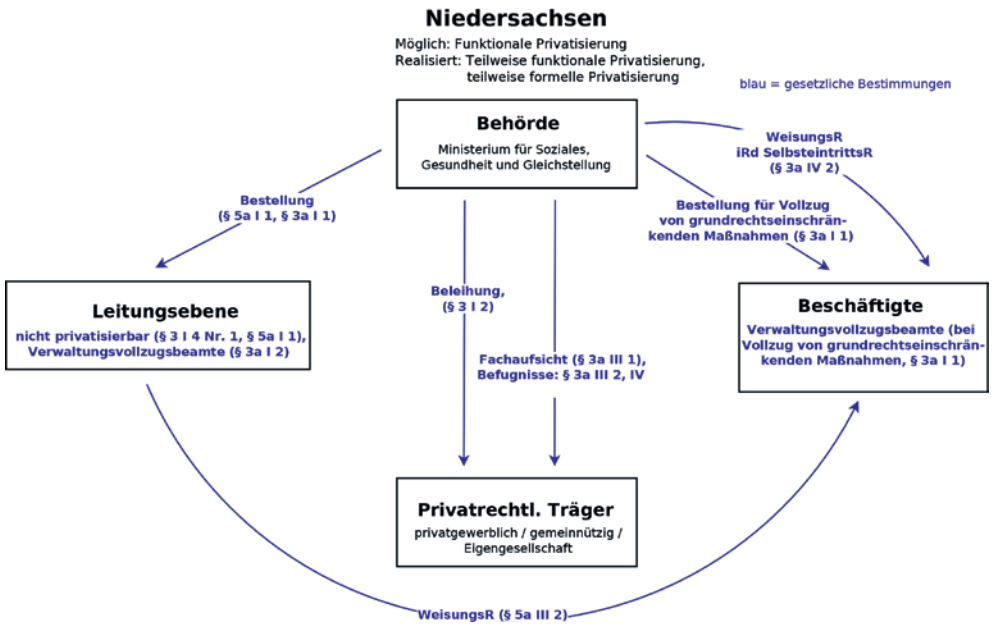 Niedersachsen
Möglich: Funktionale Privatisierung
Realisiert: Teilweise funktionale Privatisierung,
teilweise formelle Privatisierung
blau = gesetzliche Bestimmungen
Behörde
Ministerium für Soziales,
Gesundheit und Gleichstellung
WeisungsR
iRd SelbsteintrittsR
(§ 3a IV 2)
Bestellung
(§ 5a I 1, § 3a I 1)
Bestellung für Vollzug
von grundrechtseinschrän-
kenden Maßnahmen (§ 3a I 1)
Beleihung,
(§ 3 I 2)
Leitungsebene
nicht privatisierbar (§ 3 I 4 Nr. 1, § 5a I 1),
Verwaltungsvollzugsbeamte (§ 3a I 2)
Beschäftigte
Verwaltungsvollzugsbeamte (bei
Vollzug von grundrechtseinschrän-
kenden Maßnahmen, § 3a I 1)
Fachaufsicht (§ 3a III 1),
Befugnisse: § 3a III 2, IV
Privatrechtl. Träger
privatgewerblich / gemeinnützig /
Eigengesellschaft
WeisungsR (§ 5a III 2)